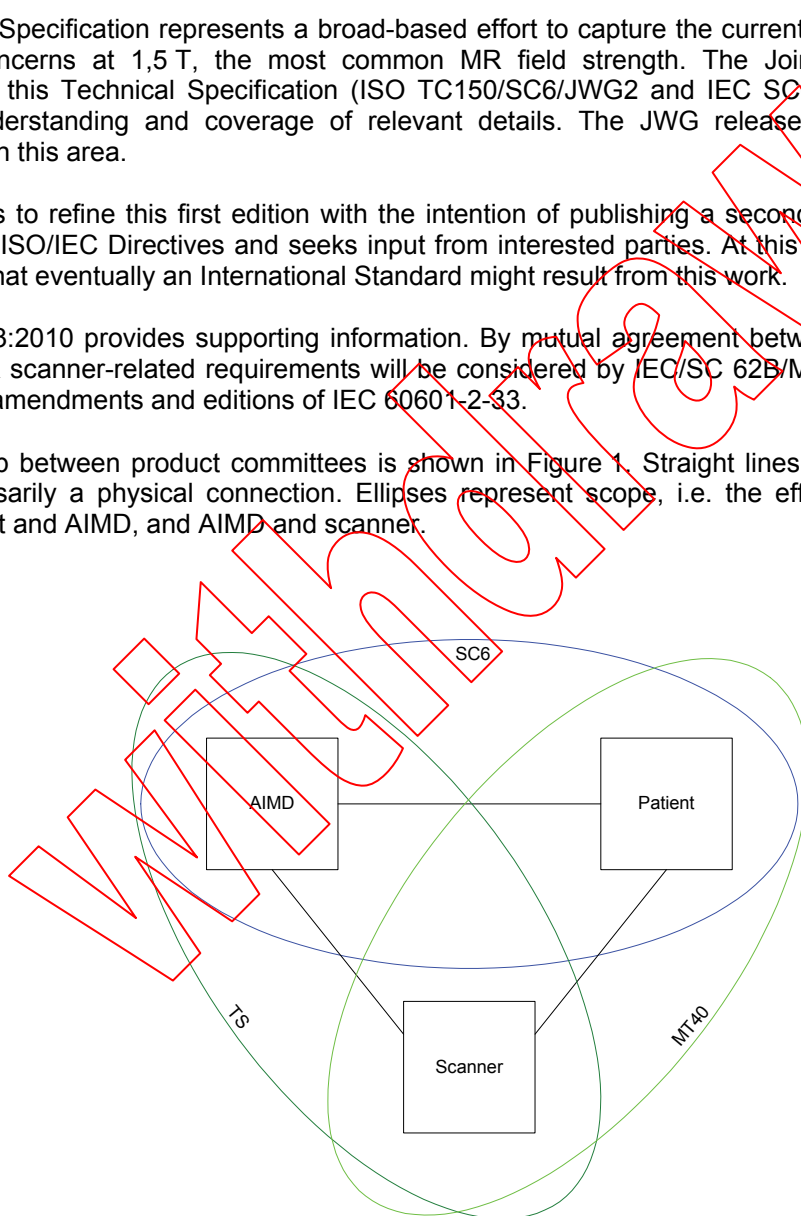 Specification represents a broad-based effort to capture the current
ncerns at 1,5 T, the most common MR field strength. The Join
this Technical Specification (ISO TC150/SC6/JWG2 and IEC SC
derstanding and coverage of relevant details. The JWG release
n this area.
s to refine this first edition with the intention of publishing a second
ISO/IEC Directives and seeks input from interested parties. At this
hat eventually an International Standard might result from this work.
3:2010 provides supporting information. By mutual agreement betw
scanner-related requirements will be considered by IEC/SC 62B/M
amendments and editions of IEC 60601-2-33.
p between product committees is shown in Figure 1. Straight lines
sarily a physical connection. Ellipses represent scope, i.e. the eff
t and AIMD, and AIMD and scanner.
withdraw
SC6
AIMD
Patient
TS
MT40
Scanner